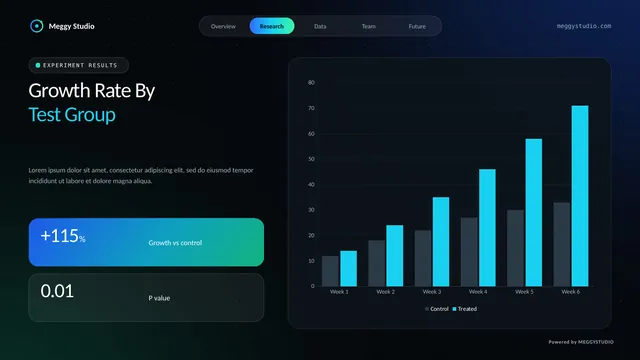 Meggy Studio
Overview
Research
Data
Team
Future
meggystudio.com
EXPERIMENT RESULTS
Growth Rate By
Test Group
Lorem ipsum dolor sit amet, consectetur adipiscing elit, sed do eiusmod tempor
incididunt ut labore et dolore magna aliqua.
+115%
Growth vs control
0.01
P value
80
70
60
50
40
30
20
10
0
Week 1
Week 2
Week 3
Week 4
Week 5
Week 6
Control
Treated
Powered by MEGGYSTUDIO